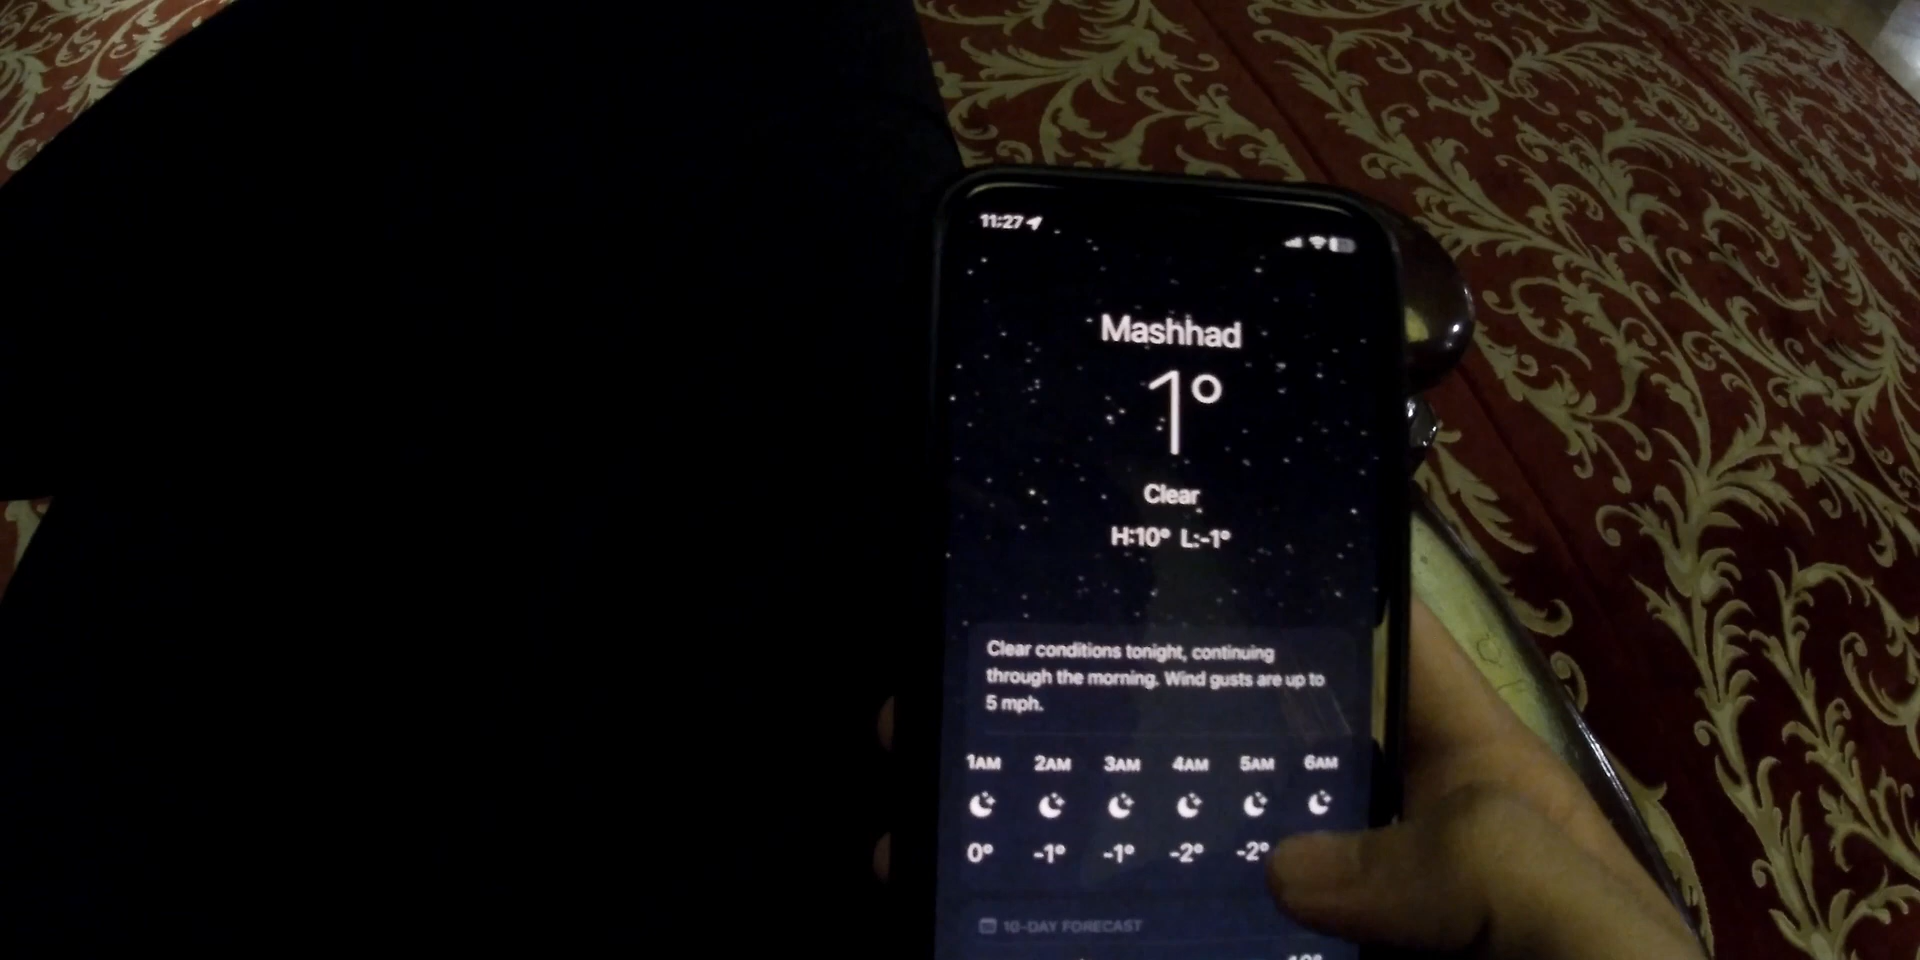 11:27
Mashhad
1°
Clear
H:10° L:-1°
Clear conditions tonight, continuing
through the morning. Wind gusts are up to
5 mph.
1AM 2AM 3AM 4AM 5AM 6AM
0° -1° -1° -2° -2°
10-DAY FORECAST